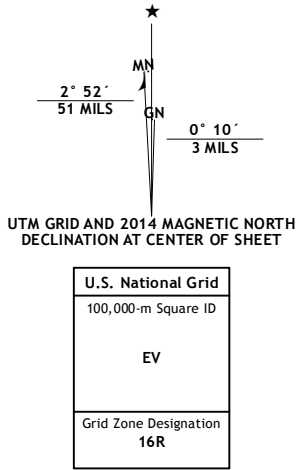 ★
MN
2° 52´
51 MILS
GN
0° 10´
3 MILS
UTM GRID AND 2014 MAGNETIC NORTH
DECLINATION AT CENTER OF SHEET
U.S. National Grid
100,000-m Square ID
EV
Grid Zone Designation
16R